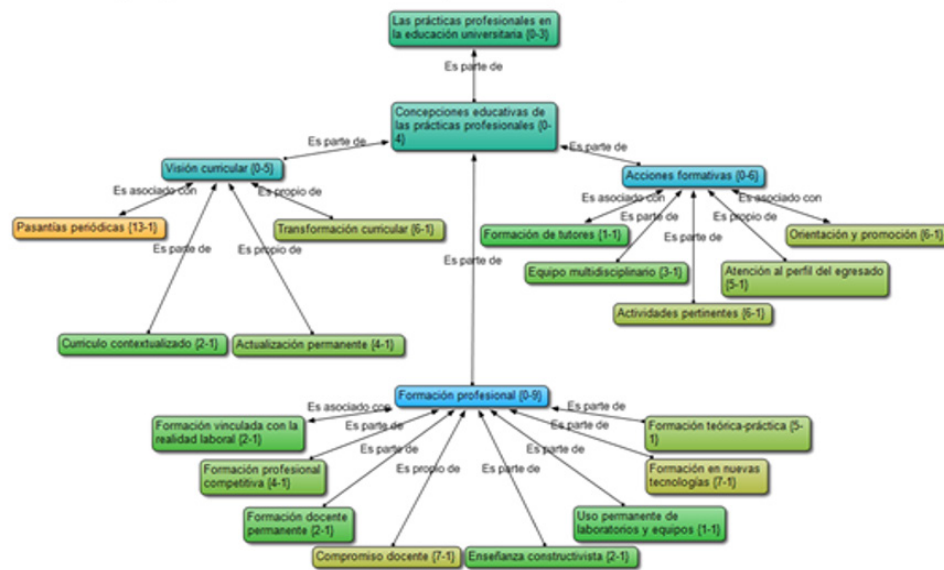 Las prácticas profesionales en
la educación universitaria {0-3}
Es parte de
Concepciones educativas de
las prácticas profesionales {0-
4}
Es parte de
Es parte de
Visión curricular {0-5}
Acciones formativas {0-6}
Es asociado con
Es propio de
Es asociado con
Es asociado con
Pasantías periódicas {13-1}
Transformación curricular {6-1}
Es parte de
Es propio de
Formación de tutores {1-1}
Orientación y promoción {6-1}
Es parte de
Es propio de
Es parte de
Es parte de
Equipo multidisciplinario {3-1}
Atención al perfil del egresado
{5-1}
Actividades pertinentes {6-1}
Currículo contextualizado {2-1}
Actualización permanente {4-1}
Formación profesional {0-9}
Es asociado con
Es parte de
Formación vinculada con la
realidad laboral {2-1}
Formación teórica-práctica {5-
1}
Es parte de
Es parte de
Es parte de
Es parte de
Formación profesional
competitiva {4-1}
Es propio de
Es parte de
Formación en nuevas
tecnologías {7-1}
Formación docente
permanente {2-1}
Uso permanente de
laboratorios y equipos {1-1}
Compromiso docente {7-1}
Enseñanza constructivista {2-1}